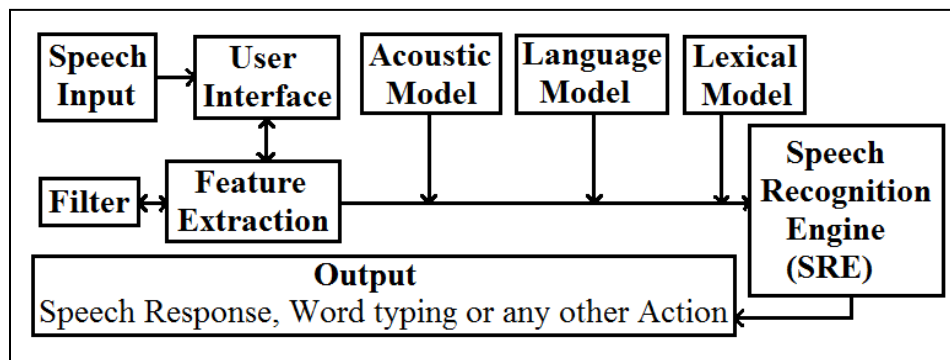 Speech
Input
User
Interface
Acoustic
Model
Language
Model
Lexical
Model
Filter
Feature
Extraction
Speech
Recognition
Engine
(SRE)
Output
Speech Response, Word typing or any other Action